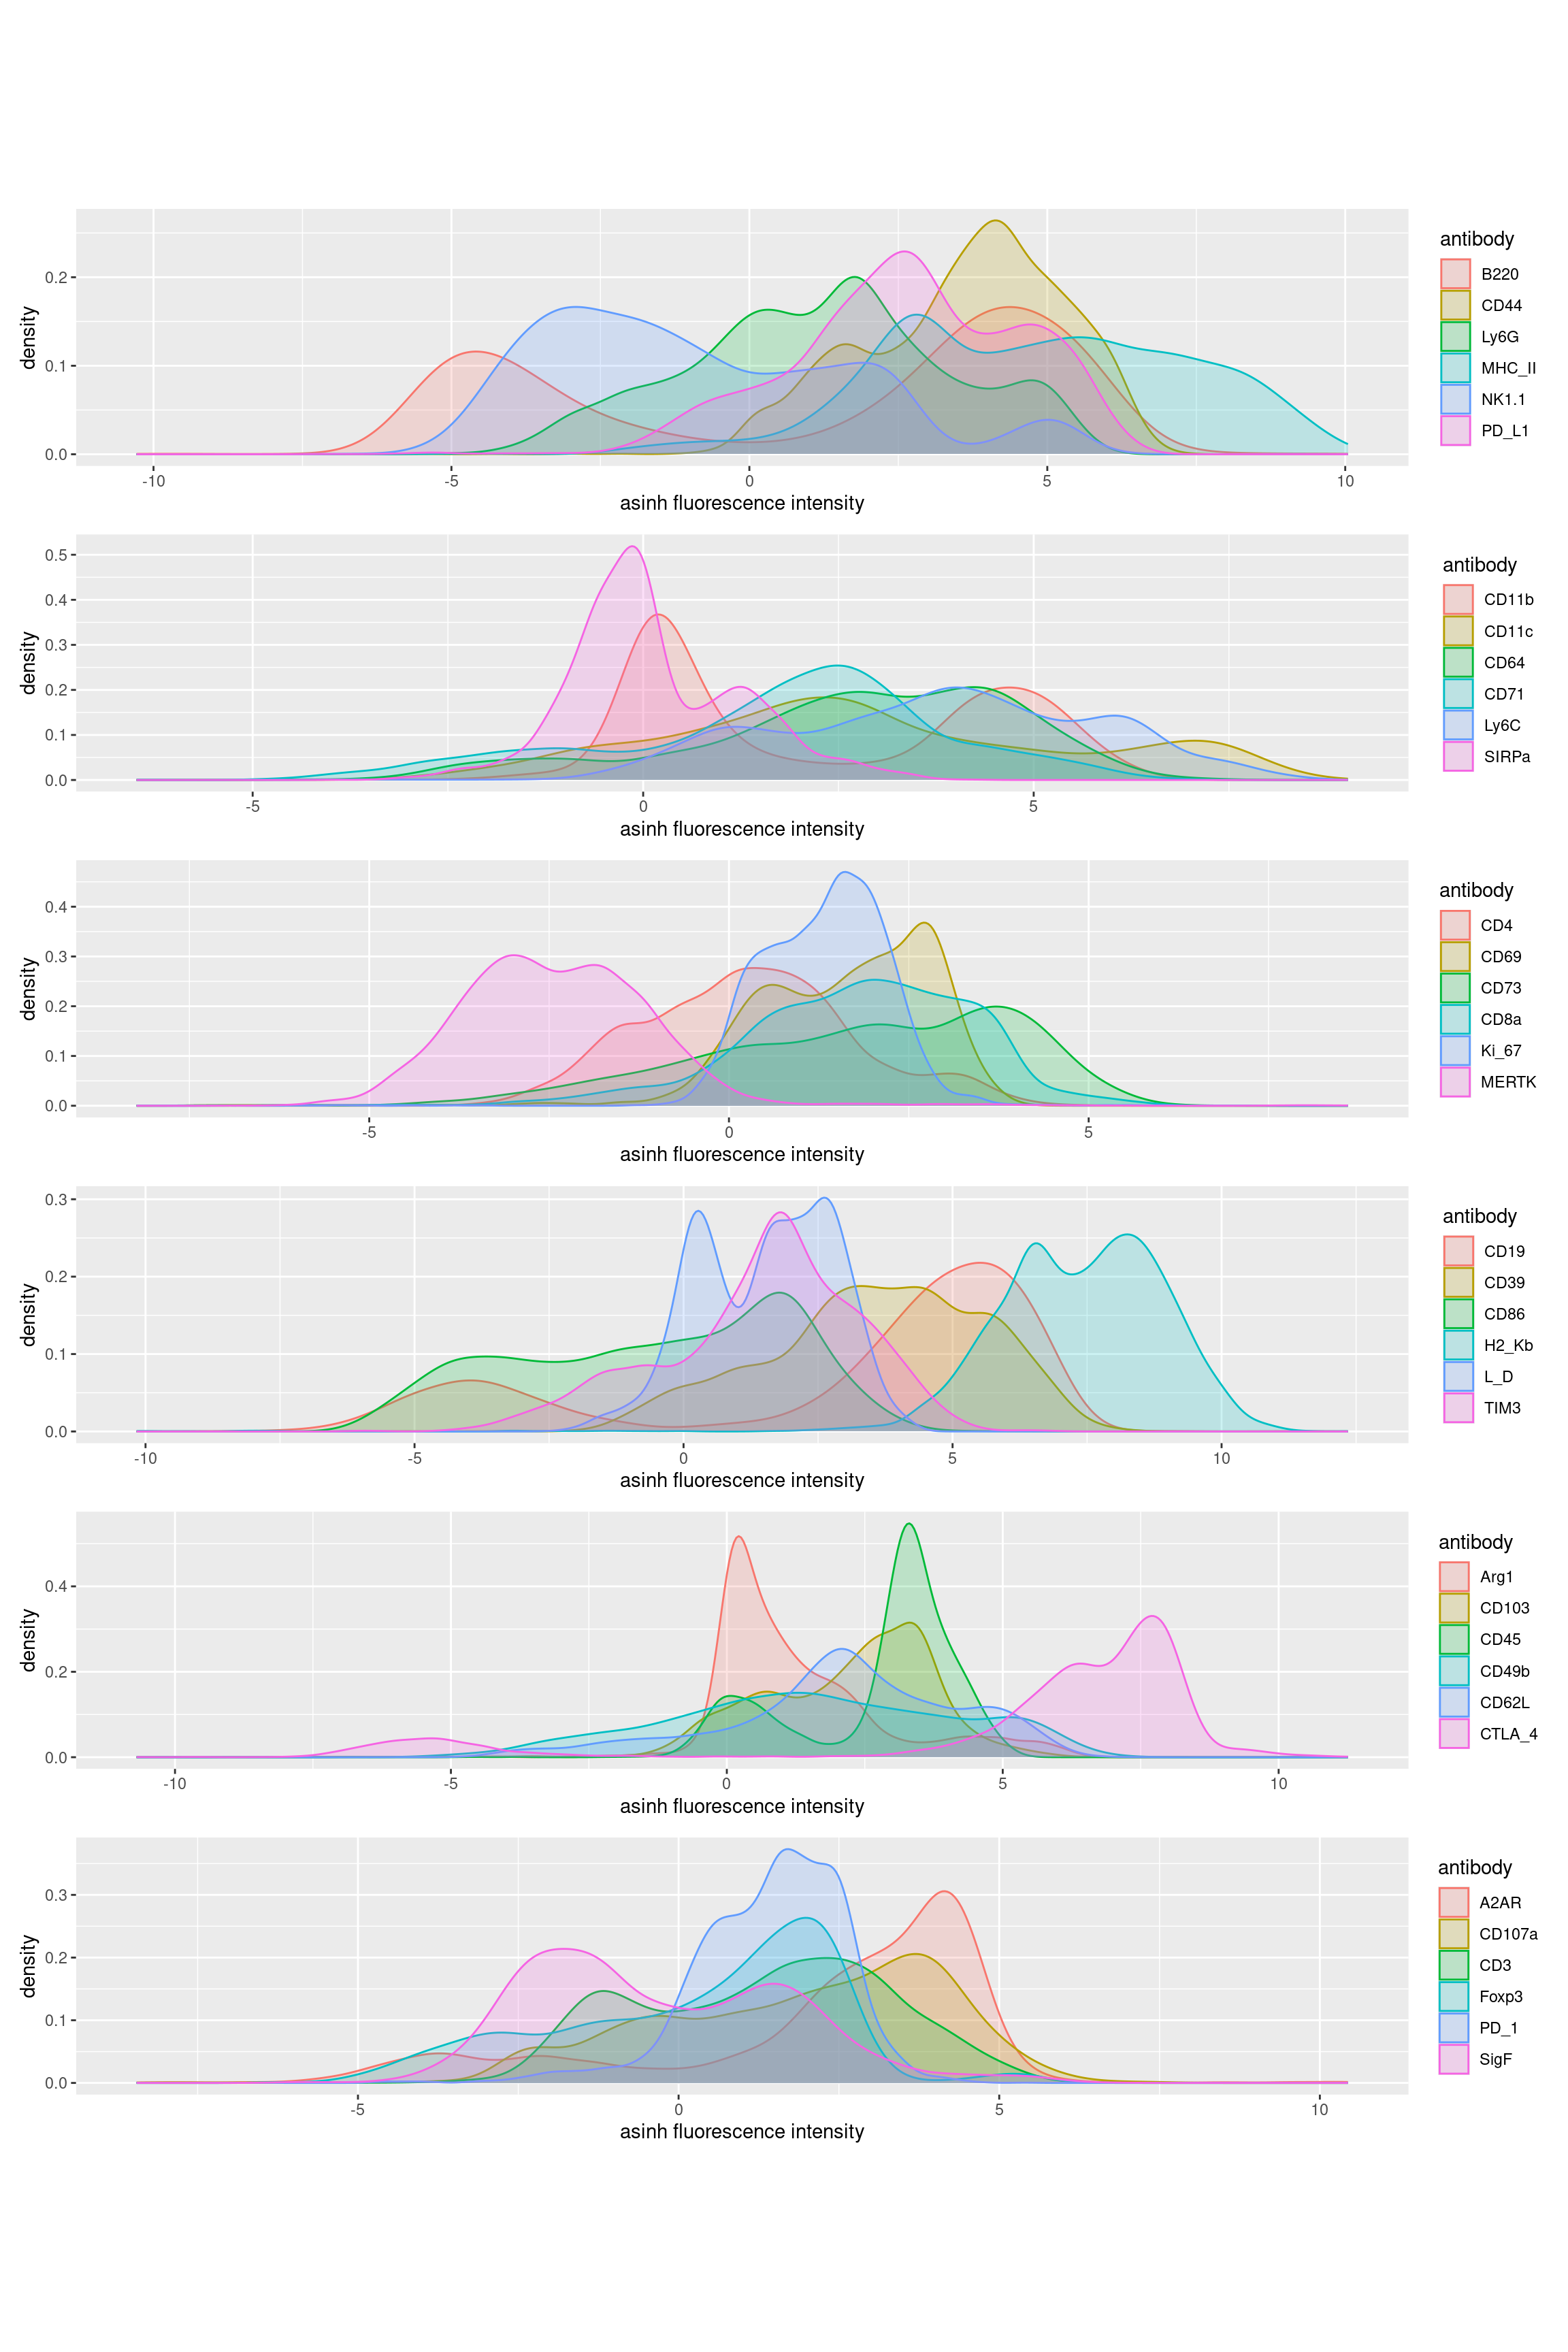 antibody
B220
CD44
Ly6G
MHC_II
NK1.1
PD_L1
density
0.2
0.1
0.0
-10 -5 0 5 10
asinh fluorescence intensity
antibody
CD11b
CD11c
CD64
CD71
Ly6C
SIRPa
density
0.5
0.4
0.3
0.2
0.1
0.0
-5 0 5
asinh fluorescence intensity
antibody
CD4
CD69
CD73
CD8a
Ki_67
MERTK
density
0.4
0.3
0.2
0.1
0.0
-5 0 5
asinh fluorescence intensity
antibody
CD19
CD39
CD86
H2_Kb
L_D
TIM3
density
0.3
0.2
0.1
0.0
-10 -5 0 5 10
asinh fluorescence intensity
antibody
Arg1
CD103
CD45
CD49b
CD62L
CTLA_4
density
0.4
0.2
0.0
-10 -5 0 5 10
asinh fluorescence intensity
antibody
A2AR
CD107a
CD3
Foxp3
PD_1
SigF
density
0.3
0.2
0.1
0.0
-5 0 5 10
asinh fluorescence intensity